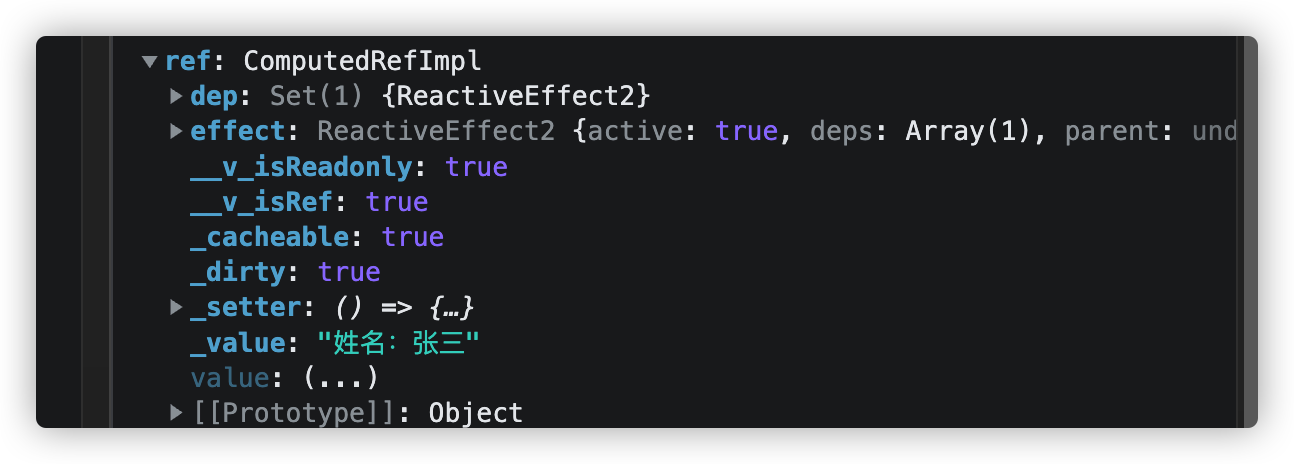 ref: ComputedRefImpl
dep: Set(1) {ReactiveEffect2}
effect: ReactiveEffect2 {active: true, deps: Array(1), parent: und
__v_isReadonly: true
__v_isRef: true
_cacheable: true
_dirty: true
_setter: () => {…}
_value: "姓名：张三"
value: (...)
[[Prototype]]: Object